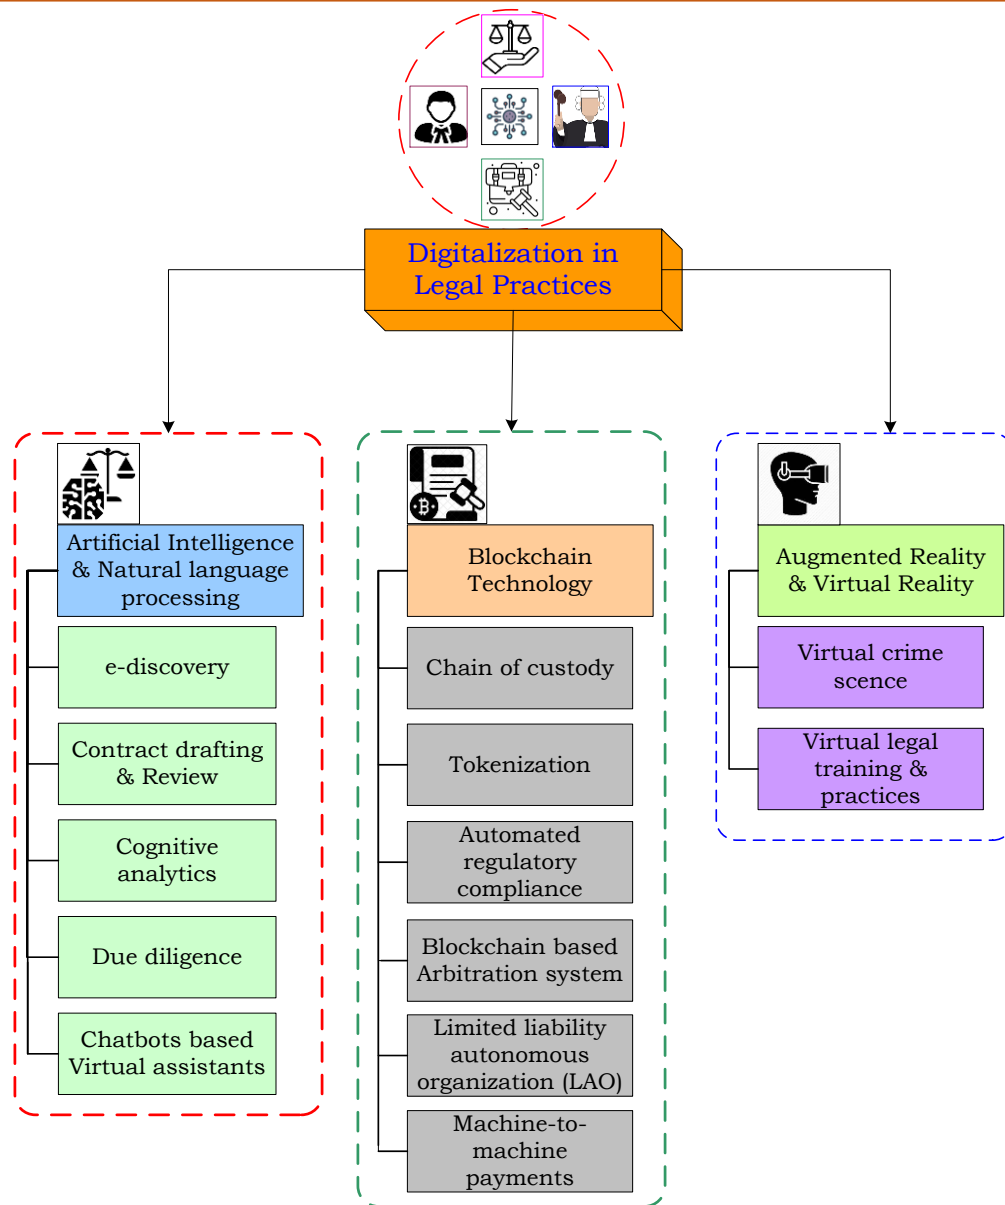 Digitalization in
Legal Practices
Artificial Intelligence
& Natural language
processing
e-discovery
Contract drafting
& Review
Cognitive
analytics
Due diligence
Chatbots based
Virtual assistants
Blockchain
Technology
Chain of custody
Tokenization
Automated
regulatory
compliance
Blockchain based
Arbitration system
Limited liability
autonomous
organization (LAO)
Machine-to-
machine
payments
Augmented Reality
& Virtual Reality
Virtual crime
scence
Virtual legal
training &
practices